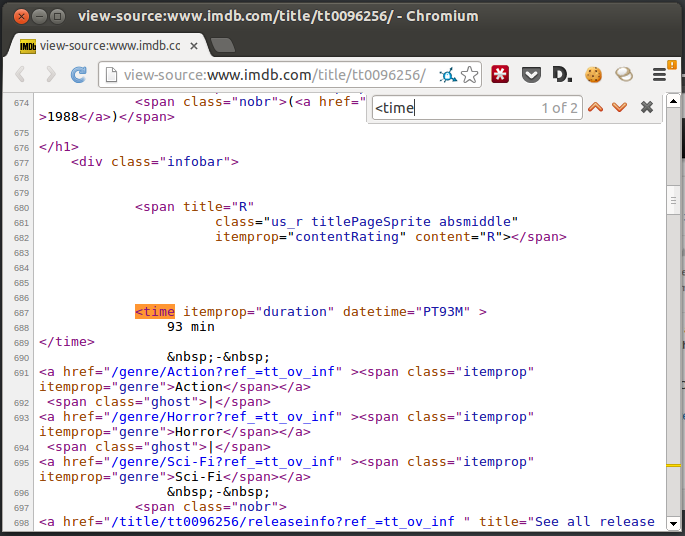 view-source:www.imdb.com/title/tt0096256/ - Chromium
IMDb view-source:www.imdb.cc
view-source:www.imdb.com/title/tt0096256/
D.
<time 1 of 2
674 <span class="nobr">(<a href="
>1988</a>)</span>
675
676 </h1>
677 <div class="infobar">
678
679
680 <span title="R"
681 class="us_r titlePageSprite absmiddle"
682 itemprop="contentRating" content="R"></span>
683
684
685
686
687 <time itemprop="duration" datetime="PT93M" >
688 93 min
689 </time>
690 &nbsp;-&nbsp;
691 <a href="/genre/Action?ref_=tt_ov_inf" ><span class="itemprop"
itemprop="genre">Action</span></a>
692 <span class="ghost">|</span>
693 <a href="/genre/Horror?ref_=tt_ov_inf" ><span class="itemprop"
itemprop="genre">Horror</span></a>
694 <span class="ghost">|</span>
695 <a href="/genre/Sci-Fi?ref_=tt_ov_inf" ><span class="itemprop"
itemprop="genre">Sci-Fi</span></a>
696 &nbsp;-&nbsp;
697 <span class="nobr">
698 <a href="/title/tt0096256/releaseinfo?ref_=tt_ov_inf " title="See all release